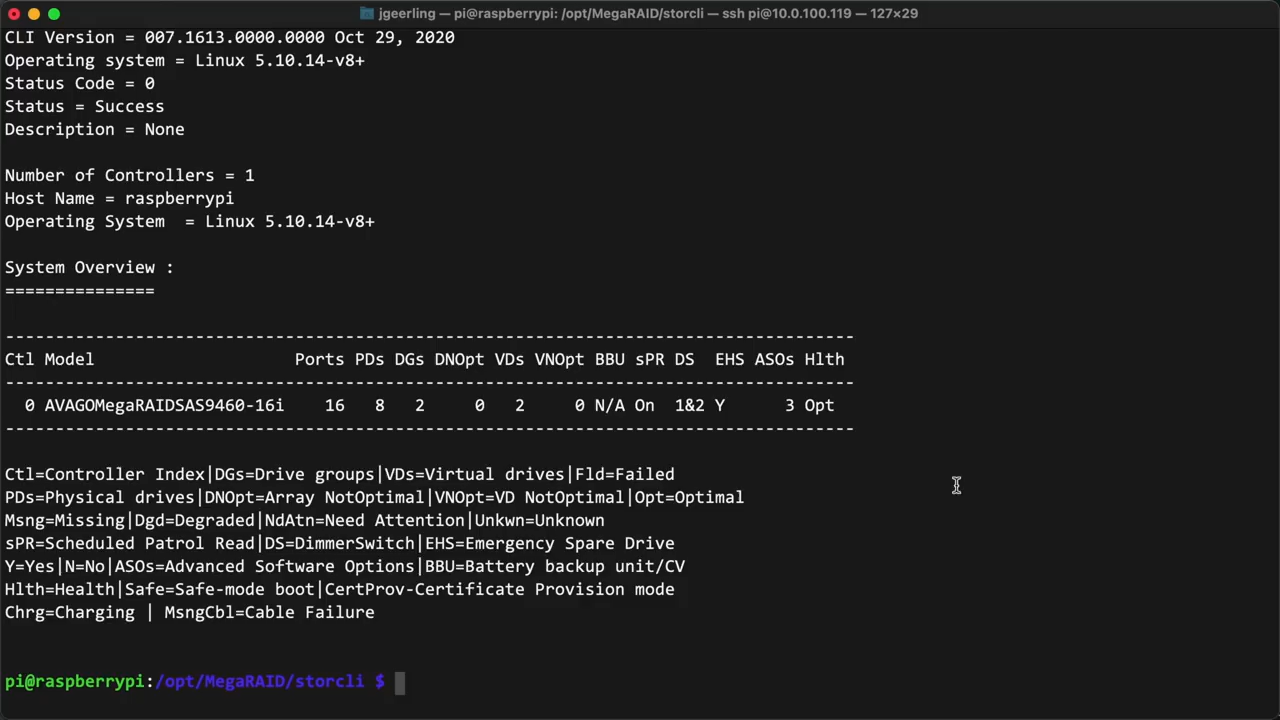 jgeerling — pi@raspberrypi: /opt/MegaRAID/storcli — ssh pi@10.0.100.119 — 127×29
CLI Version = 007.1613.0000.0000 Oct 29, 2020
Operating system = Linux 5.10.14-v8+
Status Code = 0
Status = Success
Description = None
Number of Controllers = 1
Host Name = raspberrypi
Operating System  = Linux 5.10.14-v8+
System Overview :
===============
-------------------------------------------------------------------------------------
Ctl Model                    Ports PDs DGs DNOpt VDs VNOpt BBU sPR DS  EHS ASOs Hlth
-------------------------------------------------------------------------------------
  0 AVAGOMegaRAIDSAS9460-16i    16   8   2     0   2     0 N/A On  1&2 Y      3 Opt
-------------------------------------------------------------------------------------
Ctl=Controller Index|DGs=Drive groups|VDs=Virtual drives|Fld=Failed
PDs=Physical drives|DNOpt=Array NotOptimal|VNOpt=VD NotOptimal|Opt=Optimal
Msng=Missing|Dgd=Degraded|NdAtn=Need Attention|Unkwn=Unknown
sPR=Scheduled Patrol Read|DS=DimmerSwitch|EHS=Emergency Spare Drive
Y=Yes|N=No|ASOs=Advanced Software Options|BBU=Battery backup unit/CV
Hlth=Health|Safe=Safe-mode boot|CertProv-Certificate Provision mode
Chrg=Charging | MsngCbl=Cable Failure
pi@raspberrypi:/opt/MegaRAID/storcli $